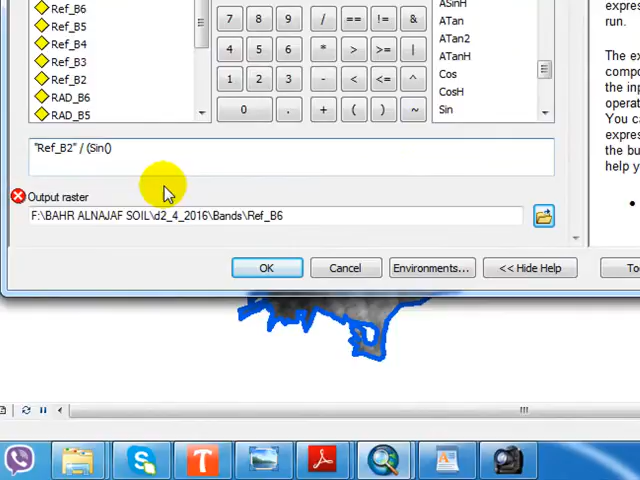 Ref_B6
Ref_B5
Ref_B4
Ref_B3
Ref_B2
RAD_B6
RAD_B5
7 8 9 / == != &
4 5 6 * > >= |
1 2 3 - < <= ^
0 . + ( ) ~
ASinH
ATan
ATan2
ATanH
Cos
CosH
Sin
"Ref_B2" / (Sin()
Output raster
F:\BAHR ALNAJAF SOIL\d2_4_2016\Bands\Ref_B6
OK Cancel Environments... << Hide Help
expres
run.
The ex
compo
the inp
operat
You ca
expres
the bu
help y